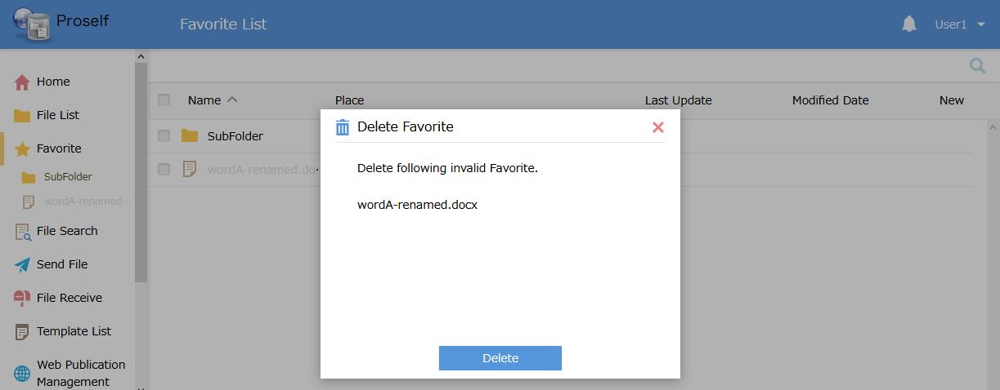 Proself
Favorite List
User1
Home
File List
Favorite
SubFolder
wordA-renamed···
File Search
Send File
File Receive
Template List
Web Publication
Management
Name
Place
Last Update
Modified Date
New
SubFolder
wordA-renamed.do··
Delete Favorite
Delete following invalid Favorite.
wordA-renamed.docx
Delete